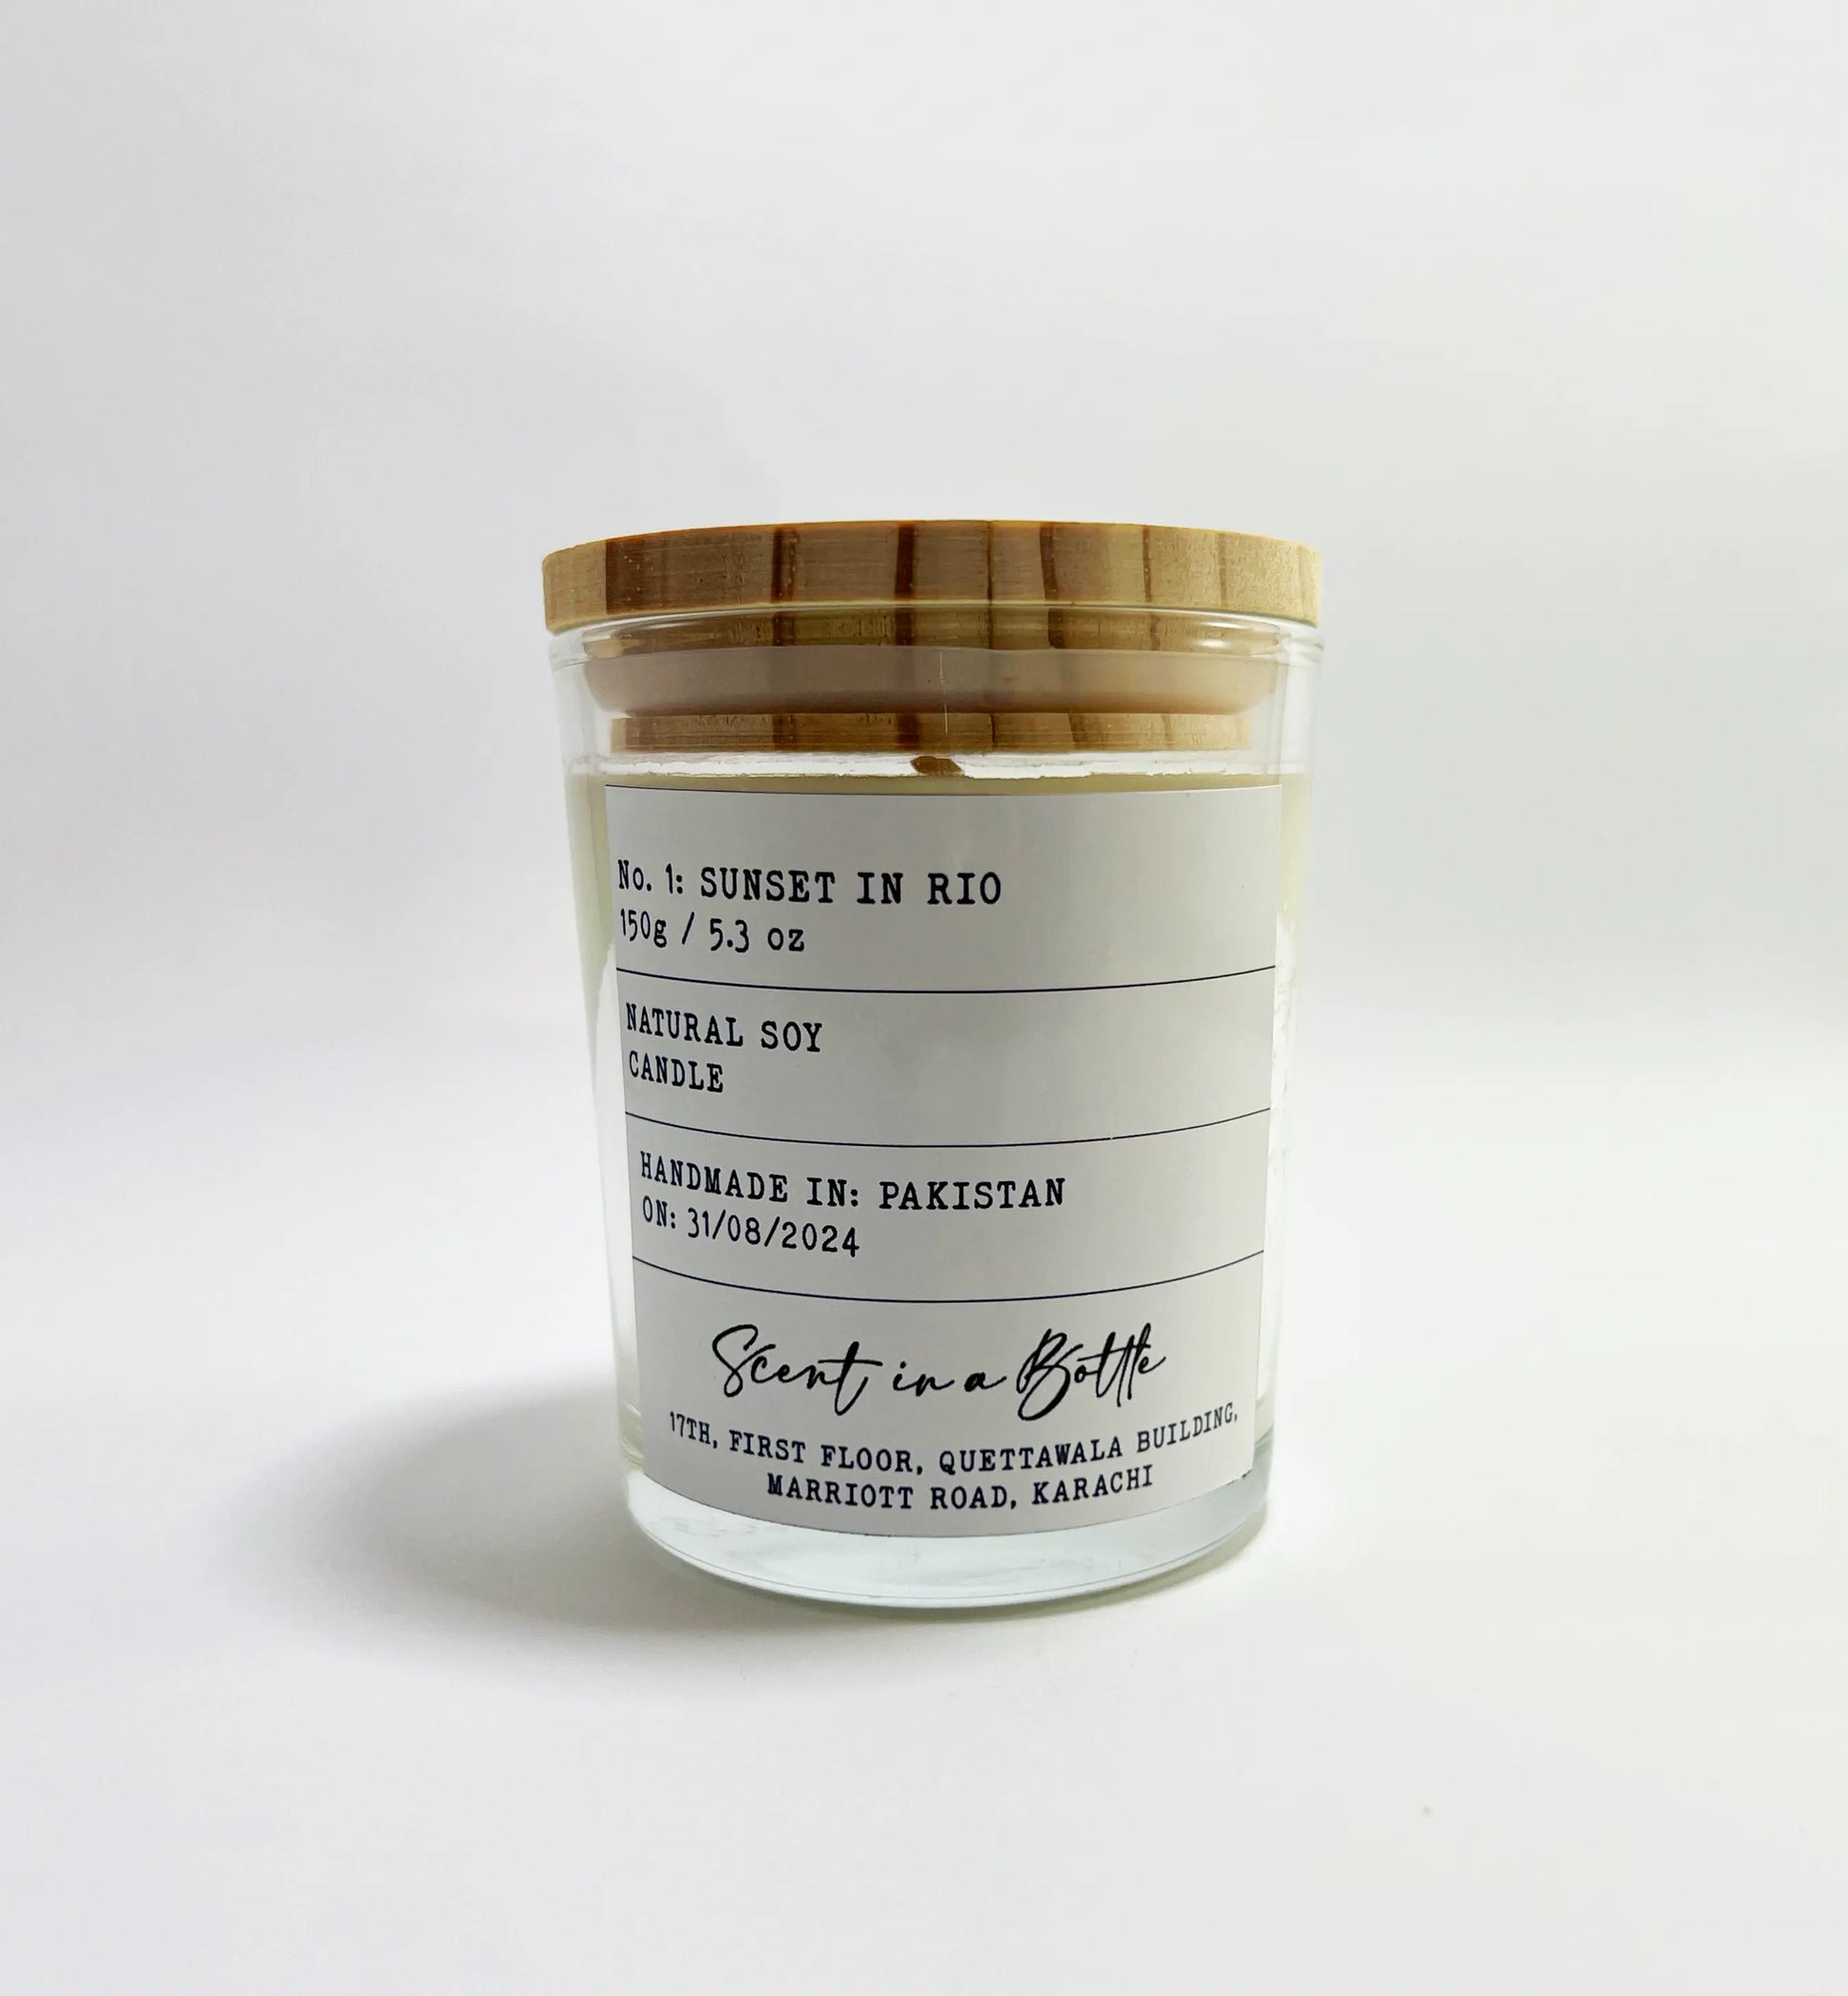 No. 1: SUNSET IN RIO
150g / 5.3 oz
NATURAL SOY
CANDLE
HANDMADE IN: PAKISTAN
ON: 31/08/2024
Scent in a Bottle
17TH, FIRST FLOOR, QUETTAWALA BUILDING,
MARRIOTT ROAD, KARACHI